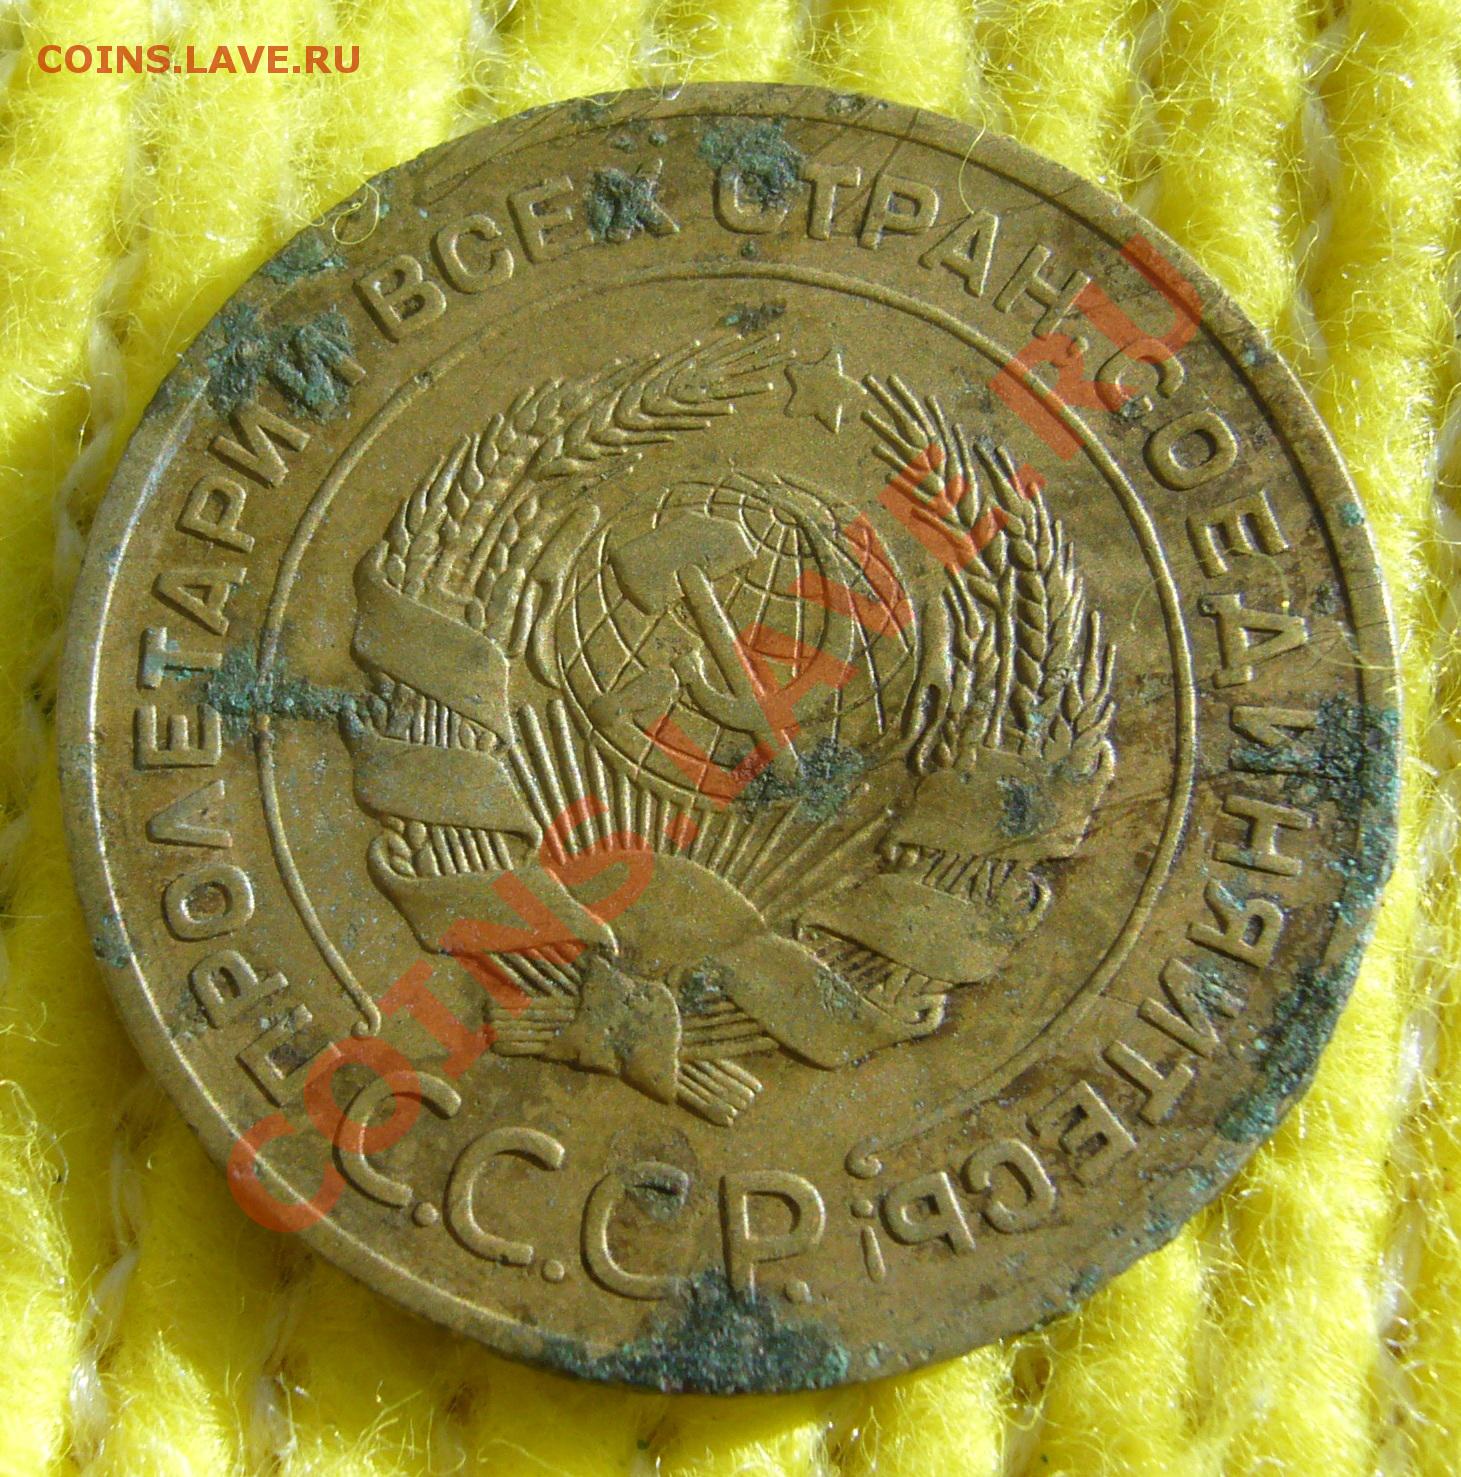 COINS.LAVE.RU
ПРОЛЕТАРИИ ВСЕХ СТРАН, СОЕДИНЯЙТЕСЬ!
С.С.С.Р.
COINS.LAVE.RU